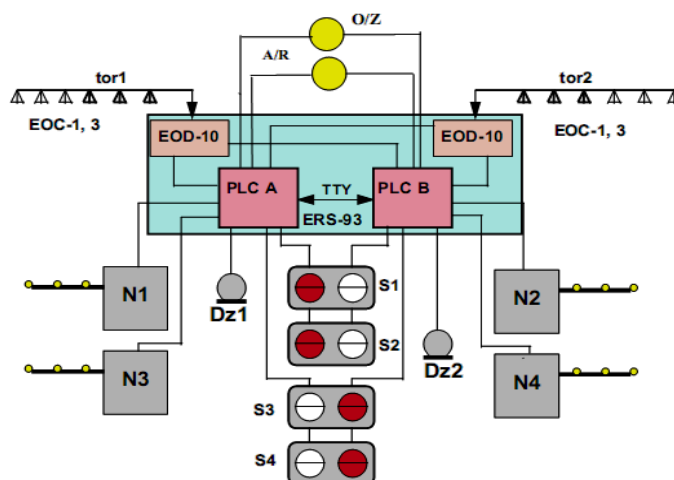 O/Z
A/R
tor1
tor2
EOC-1, 3
EOC-1, 3
EOD-10
EOD-10
PLC A
TTY
PLC B
ERS-93
N1
S1
N2
Dz1
S2
Dz2
N3
N4
S3
S4